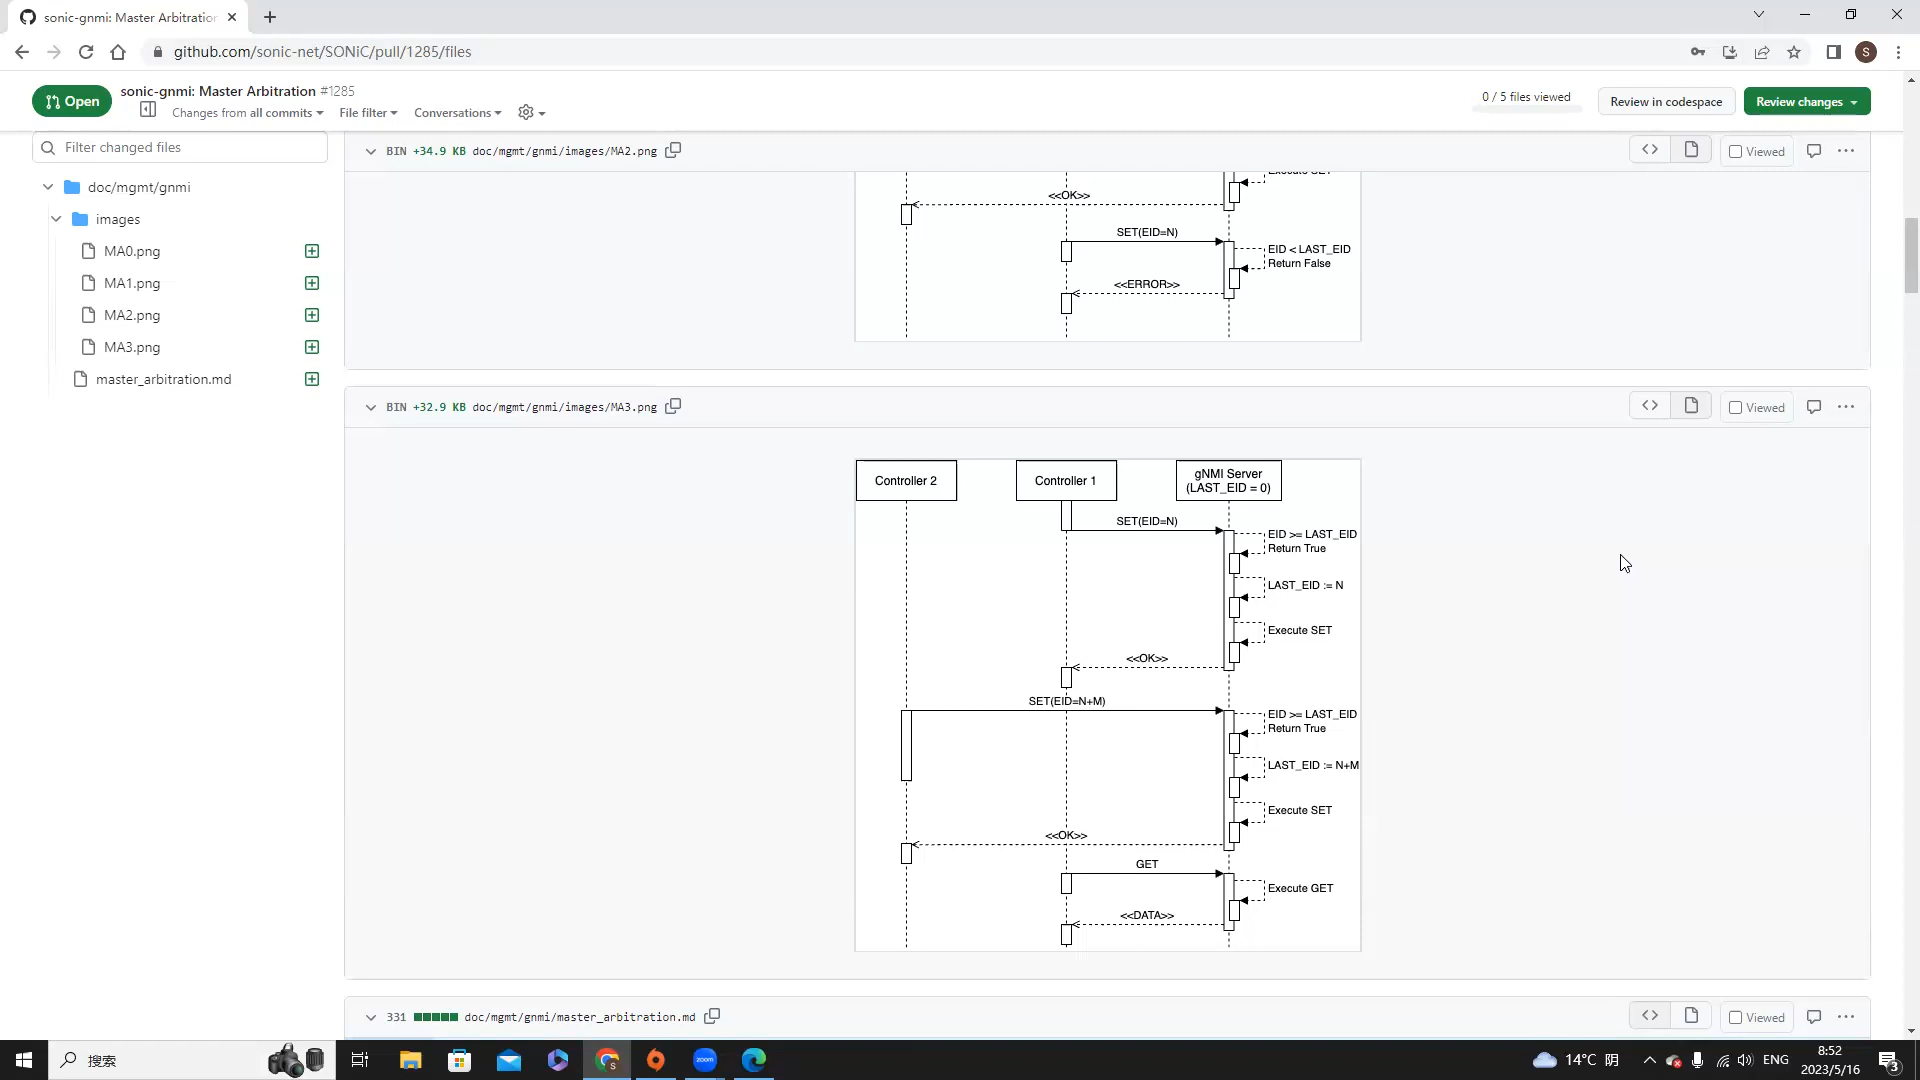 sonic-gnmi: Master Arbitration
github.com/sonic-net/SONiC/pull/1285/files
S
Open
sonic-gnmi: Master Arbitration #1285
Changes from all commits
File filter
Conversations
0 / 5 files viewed
Review in codespace
Review changes
Filter changed files
doc/mgmt/gnmi
images
MA0.png
MA1.png
MA2.png
MA3.png
master_arbitration.md
BIN +34.9 KB doc/mgmt/gnmi/images/MA2.png
Viewed
Execute SET
<<OK>>
SET(EID=N)
EID < LAST_EID
Return False
<<ERROR>>
BIN +32.9 KB doc/mgmt/gnmi/images/MA3.png
Viewed
Controller 2
Controller 1
gNMI Server
(LAST_EID = 0)
SET(EID=N)
EID >= LAST_EID
Return True
LAST_EID := N
Execute SET
<<OK>>
SET(EID=N+M)
EID >= LAST_EID
Return True
LAST_EID := N+M
Execute SET
<<OK>>
GET
Execute GET
<<DATA>>
331 doc/mgmt/gnmi/master_arbitration.md
Viewed
搜索
zoom
14°C 阴
ENG
8:52
2023/5/16
3